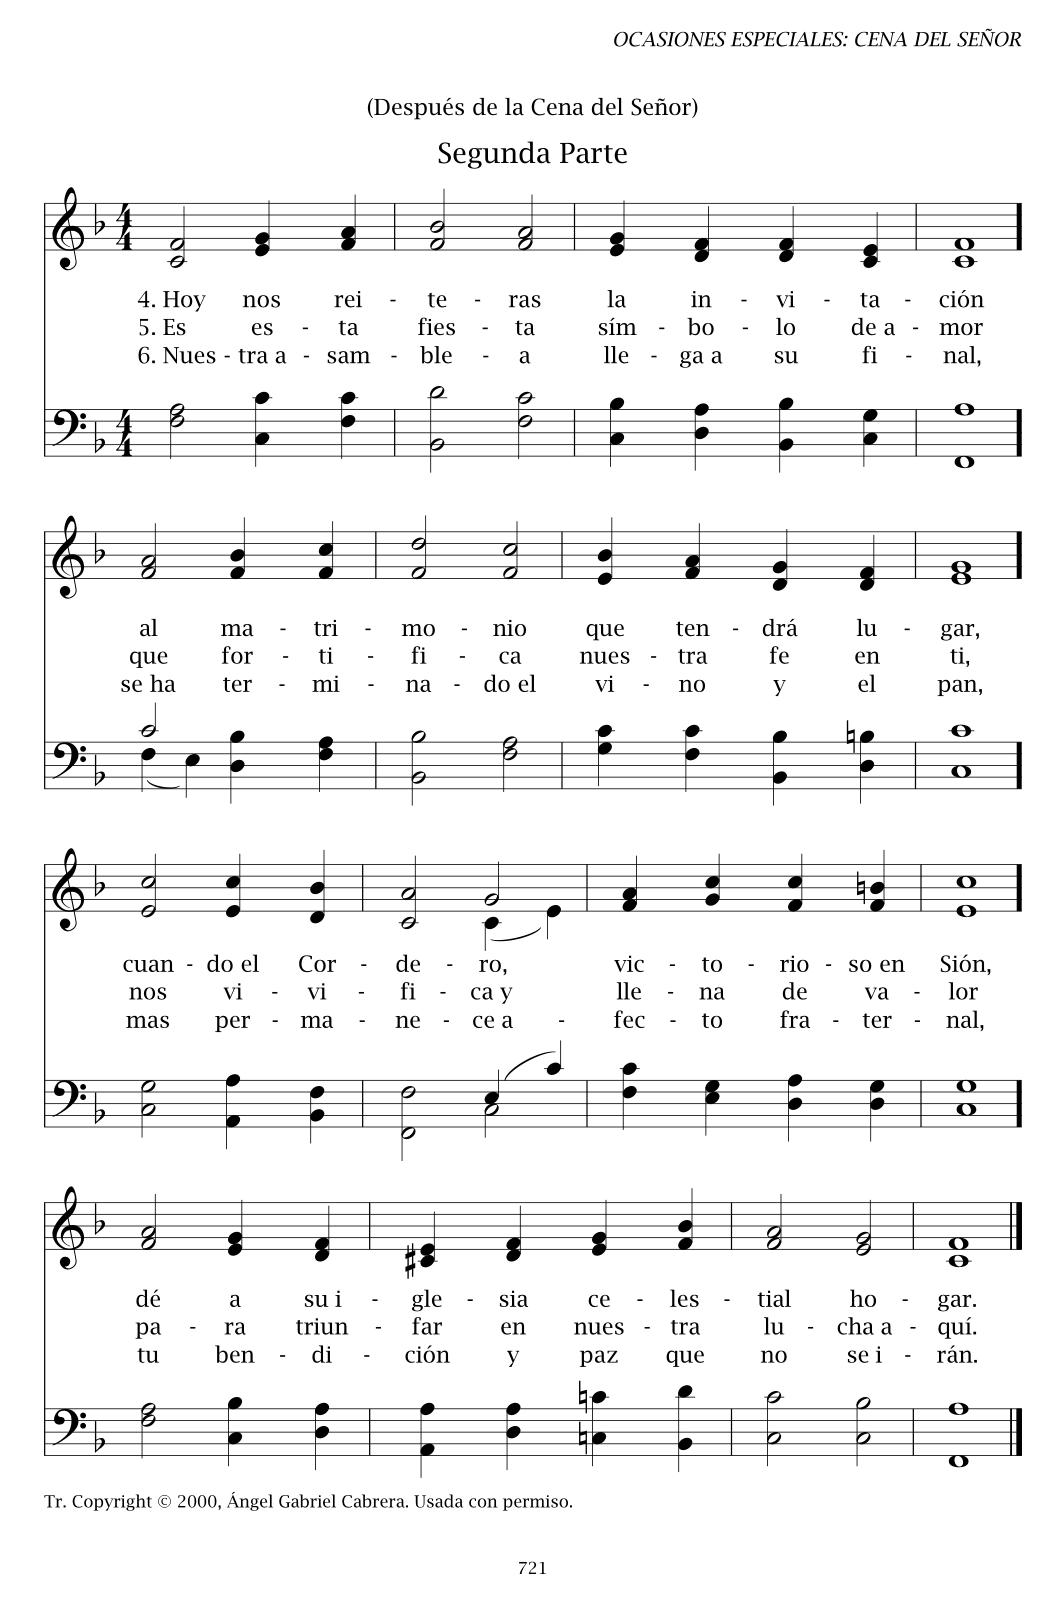 OCASIONES ESPECIALES: CENA DEL SEÑOR
(Después de la Cena del Señor)
Segunda Parte
4. Hoy nos rei - te - ras la in - vi - ta - ción
5. Es es - ta fies - ta sím - bo - lo de a - mor
6. Nues - tra a - sam - ble - a lle - ga a su fi - nal,
al ma - tri - mo - nio que ten - drá lu - gar,
que for - ti - fi - ca nues - tra fe en ti,
se ha ter - mi - na - do el vi - no y el pan,
cuan - do el Cor - de - ro, vic - to - rio - so en Sión,
nos vi - vi - fi - ca y lle - na de va - lor
mas per - ma - ne - ce a - fec - to fra - ter - nal,
dé a su i - gle - sia ce - les - tial ho - gar.
pa - ra triun - far en nues - tra lu - cha a - quí.
tu ben - di - ción y paz que no se i - rán.
Tr. Copyright © 2000, Ángel Gabriel Cabrera. Usada con permiso.
721